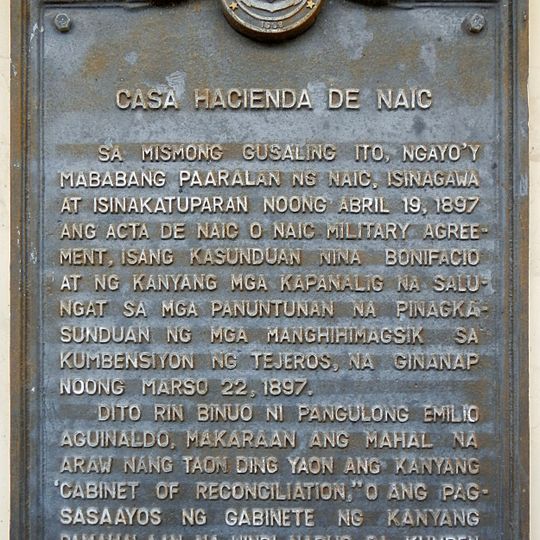 CASA HACIENDA DE NAIC
SA MISMONG GUSALING ITO, NGAYO'Y
MABABANG PAARALAN NG NAIC, ISINAGAWA
AT ISINAKATUPARAN NOONG ABRIL 19, 1897
ANG ACTA DE NAIC O NAIC MILITARY AGREE-
MENT, ISANG KASUNDUAN NINA BONIFACIO
AT NG KANYANG MGA KAPANALIG NA SALU-
NGAT SA MGA PANUNTUNAN NA PINAGKA-
SUNDUAN NG MGA MANGHIHIMAGSIK SA
KUMBENSIYON NG TEJEROS, NA GINANAP
NOONG MARSO 22, 1897.
DITO RIN BINUO NI PANGULONG EMILIO
AGUINALDO, MAKARAAN ANG MAHAL NA
ARAW NANG TAON DING YAON ANG KANYANG
'CABINET OF RECONCILIATION," O ANG PAG-
SASAAYOS NG GABINETE NG KANYANG